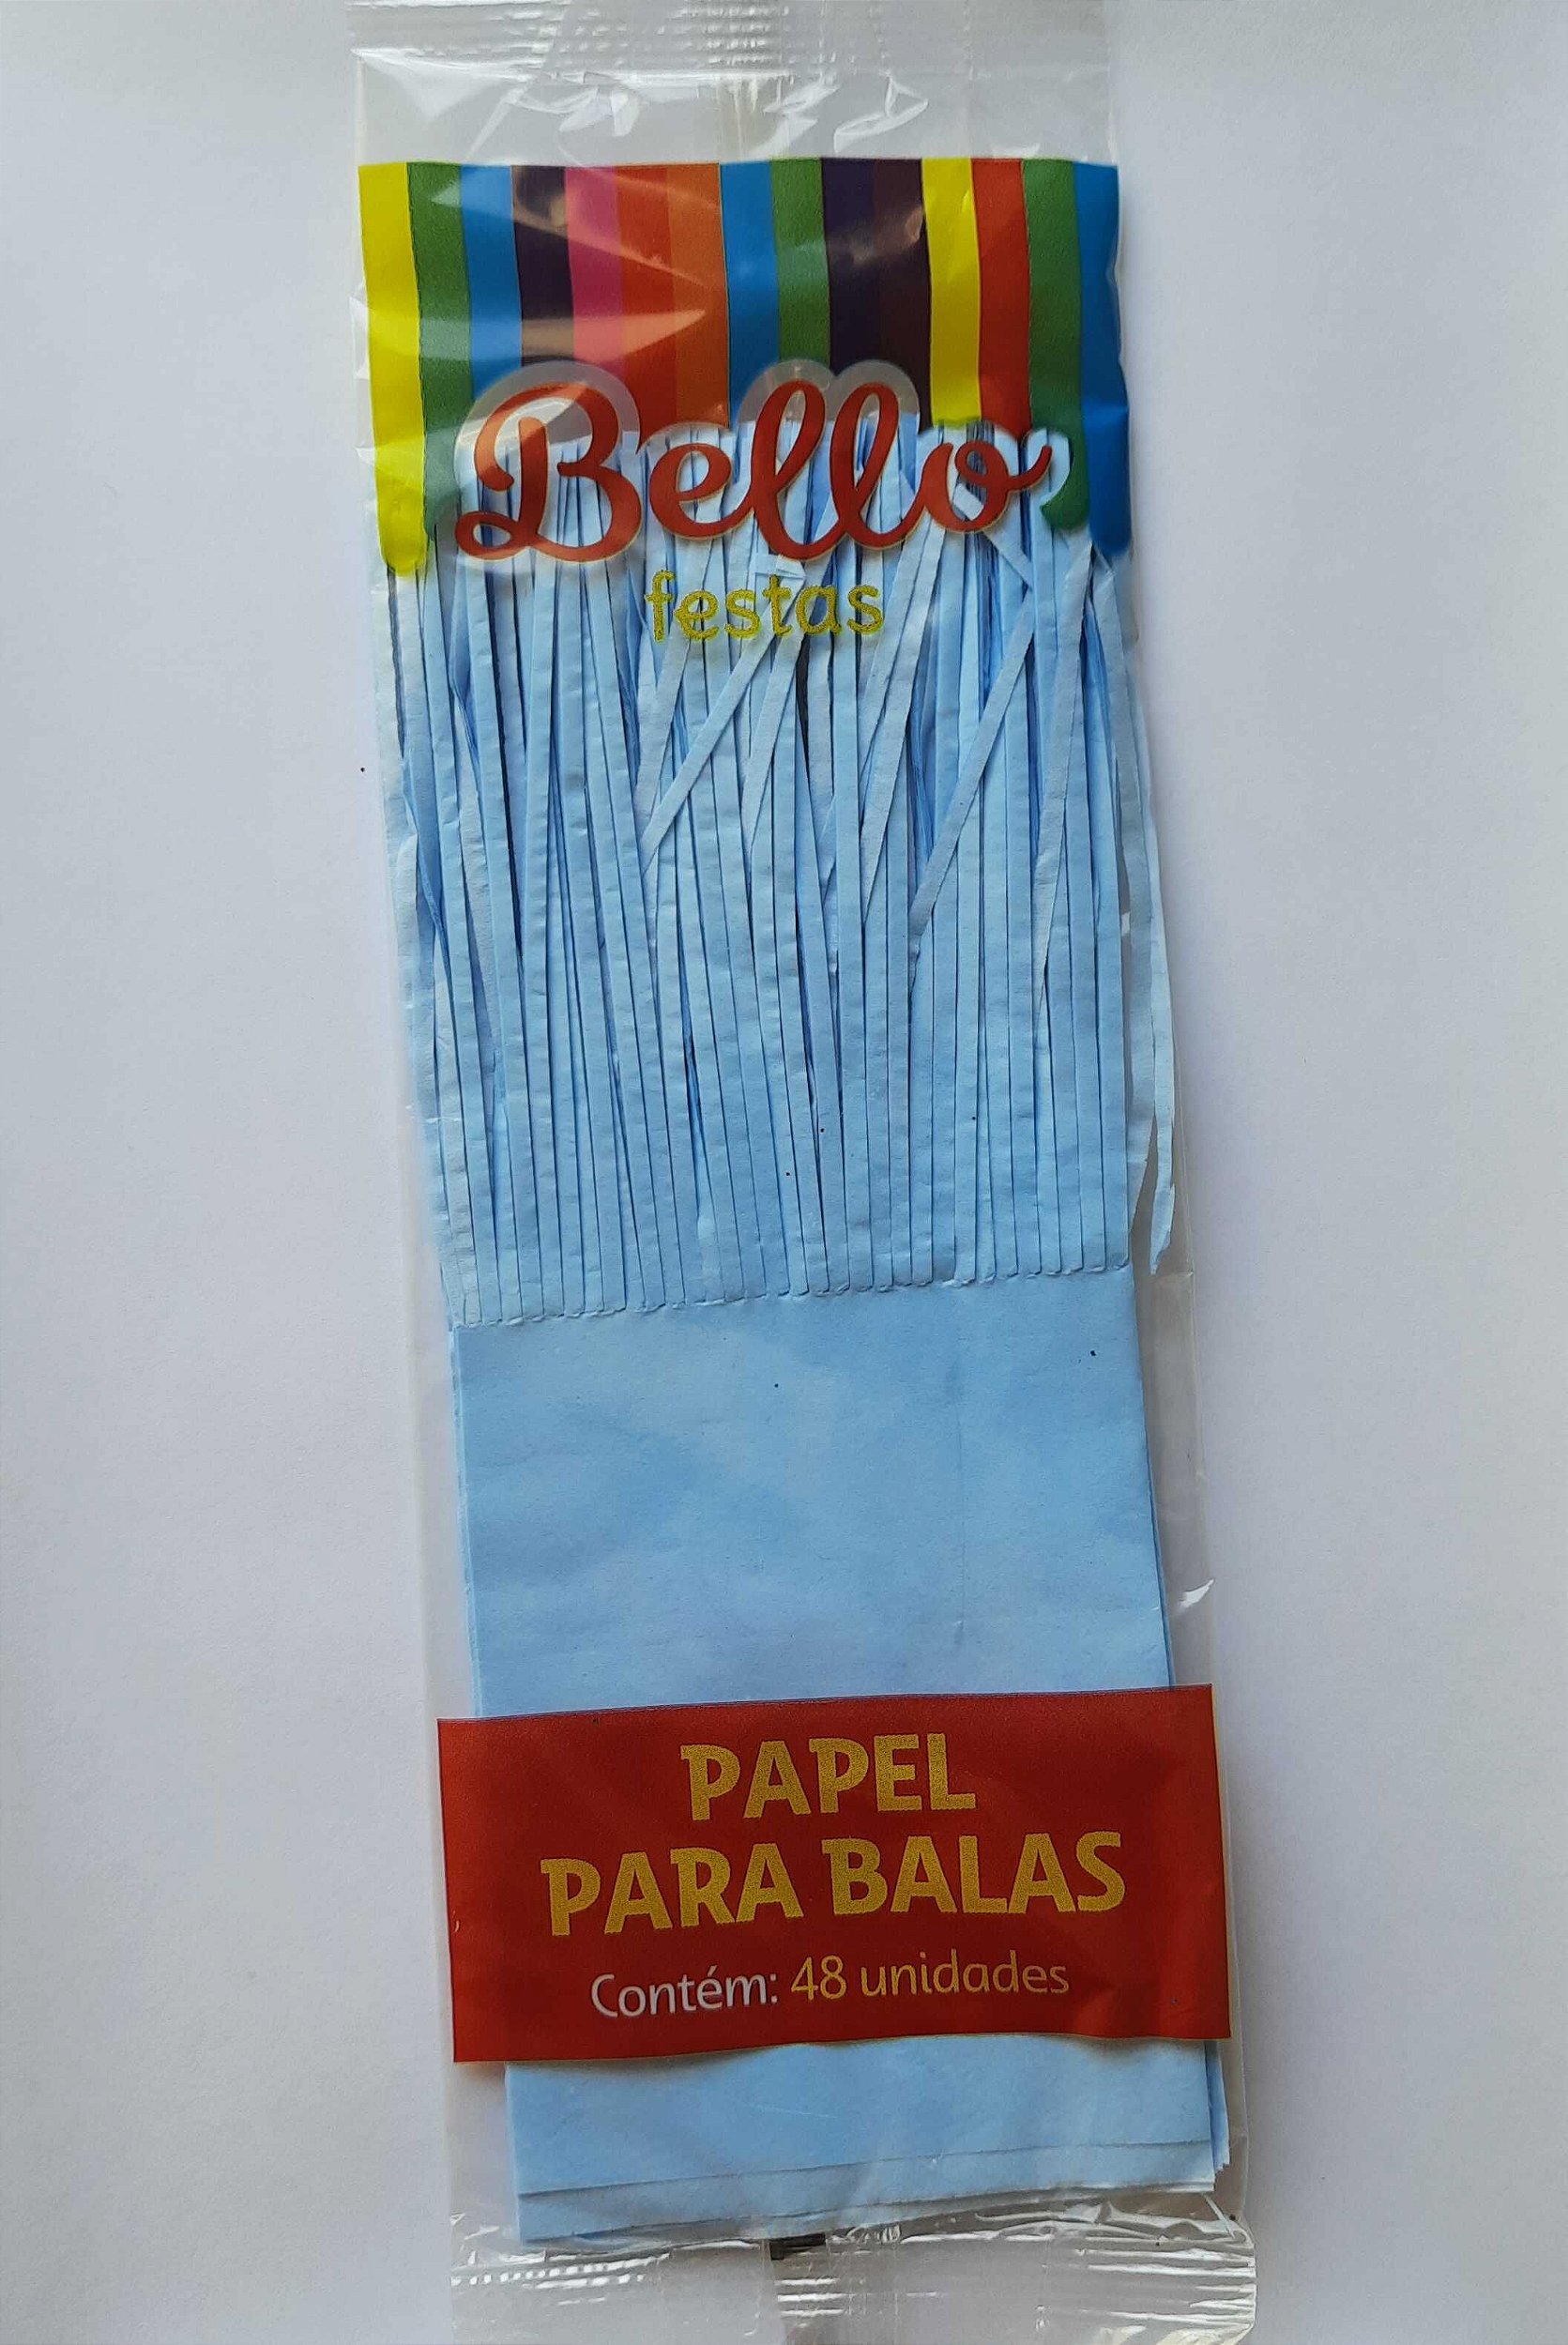 Bello
festas
PAPEL
PARA BALAS
Contém: 48 unidades